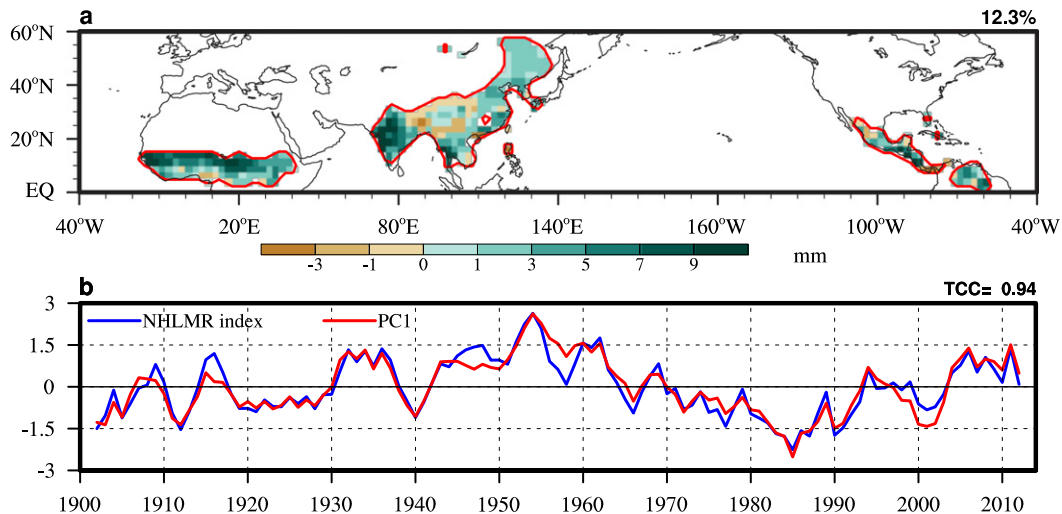 a 12.3%
60°N
40°N
20°N
EQ
40°W 20°E 80°E 140°E 160°W 100°W 40°W
-3 -1 0 1 3 5 7 9 mm
b TCC= 0.94
3
NHLMR index PC1
1.5
0
-1.5
-3
1900 1910 1920 1930 1940 1950 1960 1970 1980 1990 2000 2010